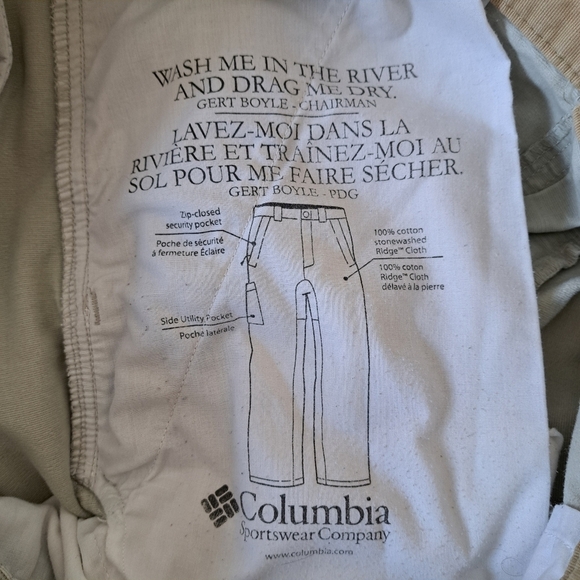 WASH ME IN THE RIVER
AND DRAG ME DRY.
GERT BOYLE - CHAIRMAN
LAVEZ-MOI DANS LA
RIVIÈRE ET TRAÎNEZ-MOI AU
SOL POUR ME FAIRE SÉCHER.
GERT BOYLE - PDG
Zip-closed
security pocket
Poche de sécurité
à fermeture Éclaire
Side Utility Pocket
Poche latérale
100% cotton
stonewashed
Ridge™ Cloth
100% coton
Ridge™ Cloth
délavé à la pierre
Columbia
Sportswear Company
www.columbia.com